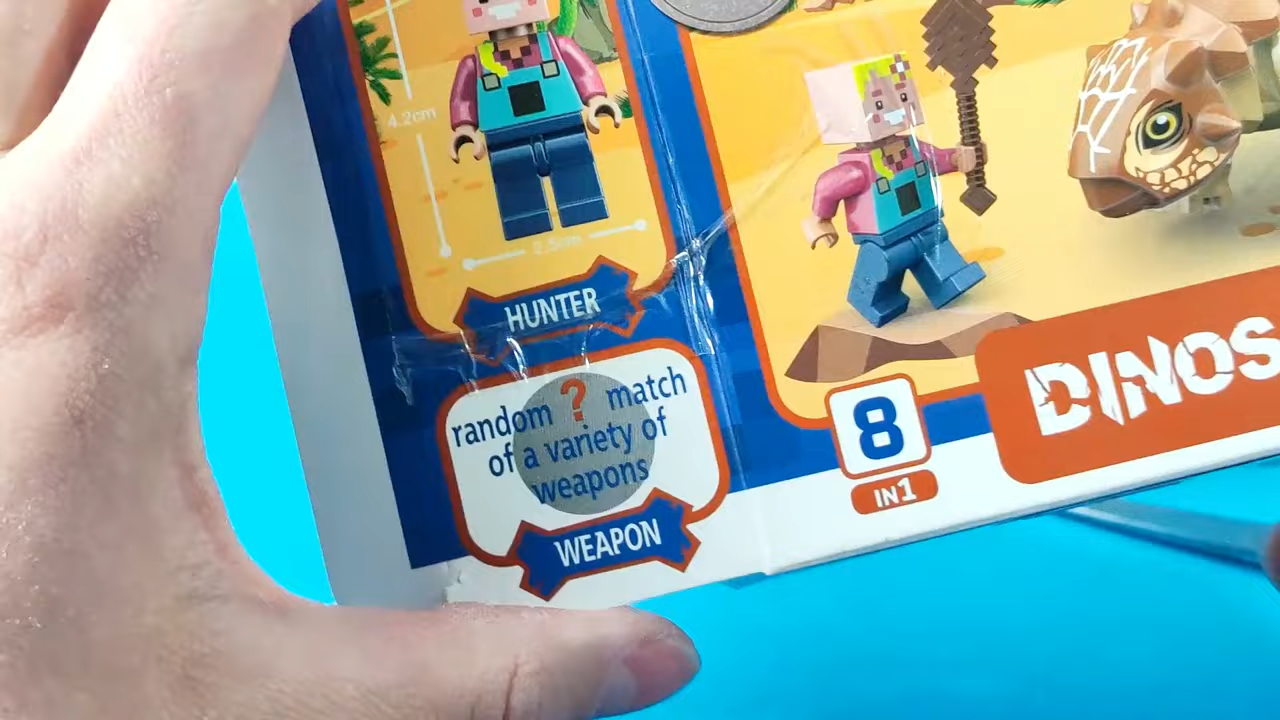 4.2cm
2.5cm
HUNTER
random ? match
of a variety of
weapons
WEAPON
8
IN1
DINOS